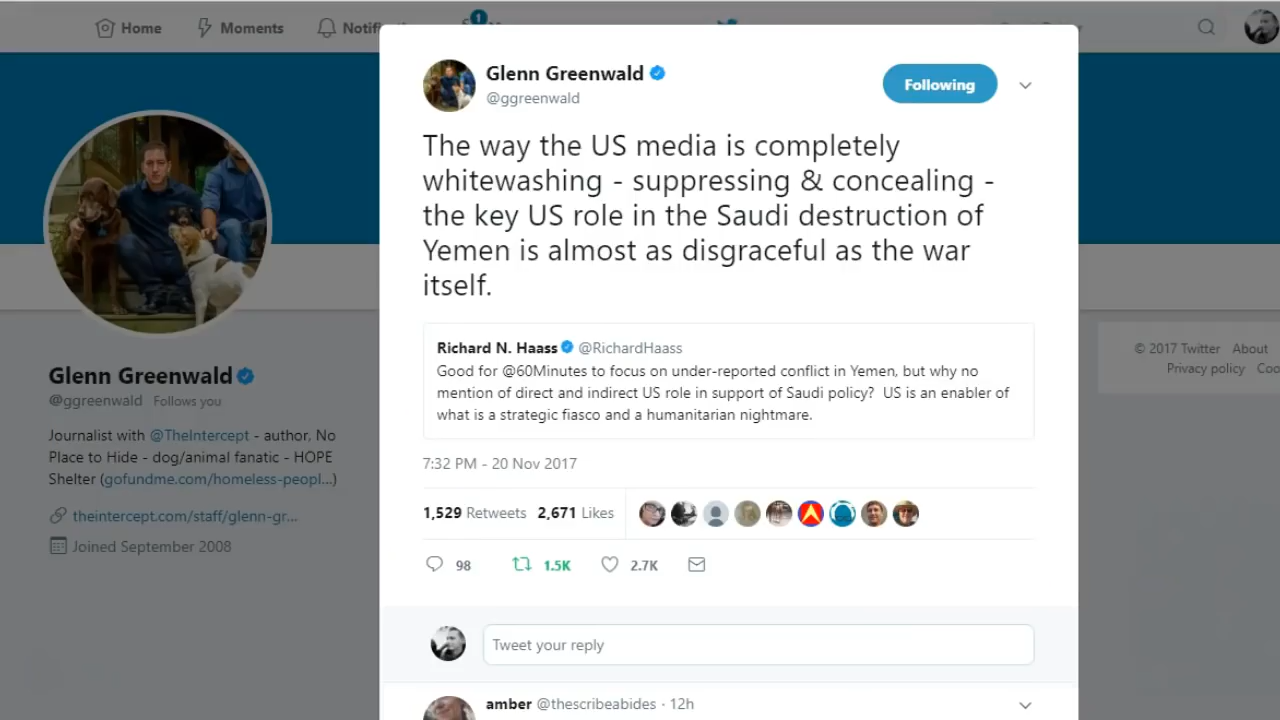 Home
Moments
1
Glenn Greenwald
@ggreenwald
Following
The way the US media is completely
whitewashing - suppressing & concealing -
the key US role in the Saudi destruction of
Yemen is almost as disgraceful as the war
itself.
Richard N. Haass @RichardHaass
Good for @60Minutes to focus on under-reported conflict in Yemen, but why no
mention of direct and indirect US role in support of Saudi policy? US is an enabler of
what is a strategic fiasco and a humanitarian nightmare.
7:32 PM - 20 Nov 2017
1,529 Retweets 2,671 Likes
98 1.5K 2.7K
Tweet your reply
amber @thescribeabides · 12h
Glenn Greenwald
@ggreenwald Follows you
Journalist with @TheIntercept - author, No
Place to Hide - dog/animal fanatic - HOPE
Shelter (gofundme.com/homeless-peopl...)
theintercept.com/staff/glenn-gr...
Joined September 2008
© 2017 Twitter About
Privacy policy Coo